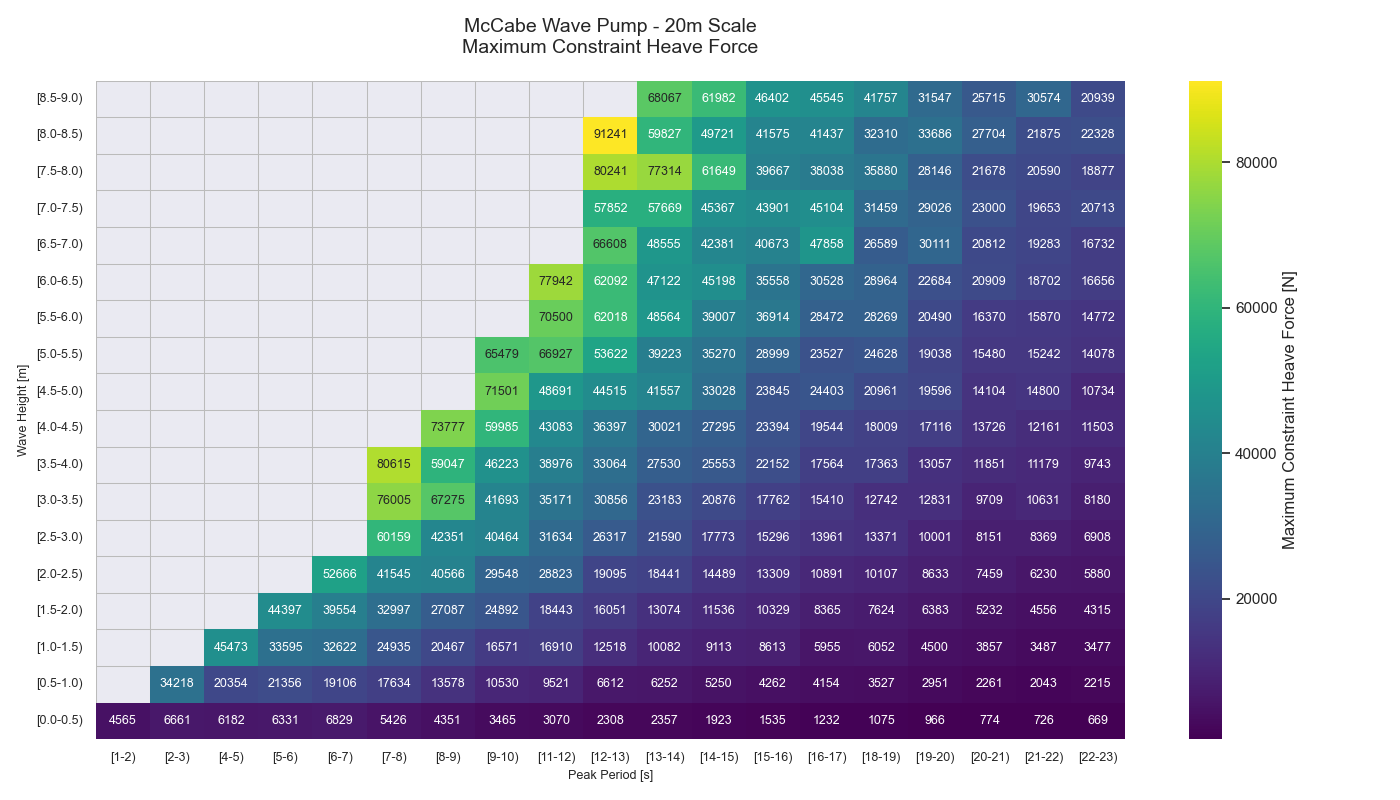 McCabe Wave Pump - 20m Scale
Maximum Constraint Heave Force
[8.5-9.0) 68067 61982 46402 45545 41757 31547 25715 30574 20939
[8.0-8.5) 91241 59827 49721 41575 41437 32310 33686 27704 21875 22328
[7.5-8.0) 80241 77314 61649 39667 38038 35880 28146 21678 20590 18877
[7.0-7.5) 57852 57669 45367 43901 45104 31459 29026 23000 19653 20713
[6.5-7.0) 66608 48555 42381 40673 47858 26589 30111 20812 19283 16732
[6.0-6.5) 77942 62092 47122 45198 35558 30528 28964 22684 20909 18702 16656
[5.5-6.0) 70500 62018 48564 39007 36914 28472 28269 20490 16370 15870 14772
[5.0-5.5) 65479 66927 53622 39223 35270 28999 23527 24628 19038 15480 15242 14078
[4.5-5.0) 71501 48691 44515 41557 33028 23845 24403 20961 19596 14104 14800 10734
[4.0-4.5) 73777 59985 43083 36397 30021 27295 23394 19544 18009 17116 13726 12161 11503
[3.5-4.0) 80615 59047 46223 38976 33064 27530 25553 22152 17564 17363 13057 11851 11179 9743
[3.0-3.5) 76005 67275 41693 35171 30856 23183 20876 17762 15410 12742 12831 9709 10631 8180
[2.5-3.0) 60159 42351 40464 31634 26317 21590 17773 15296 13961 13371 10001 8151 8369 6908
[2.0-2.5) 52666 41545 40566 29548 28823 19095 18441 14489 13309 10891 10107 8633 7459 6230 5880
[1.5-2.0) 44397 39554 32997 27087 24892 18443 16051 13074 11536 10329 8365 7624 6383 5232 4556 4315
[1.0-1.5) 45473 33595 32622 24935 20467 16571 16910 12518 10082 9113 8613 5955 6052 4500 3857 3487 3477
[0.5-1.0) 34218 20354 21356 19106 17634 13578 10530 9521 6612 6252 5250 4262 4154 3527 2951 2261 2043 2215
[0.0-0.5) 4565 6661 6182 6331 6829 5426 4351 3465 3070 2308 2357 1923 1535 1232 1075 966 774 726 669
[1-2) [2-3) [4-5) [5-6) [6-7) [7-8) [8-9) [9-10) [11-12) [12-13) [13-14) [14-15) [15-16) [16-17) [18-19) [19-20) [20-21) [21-22) [22-23)
Peak Period [s]
Wave Height [m]
80000
60000
40000
20000
Maximum Constraint Heave Force [N]